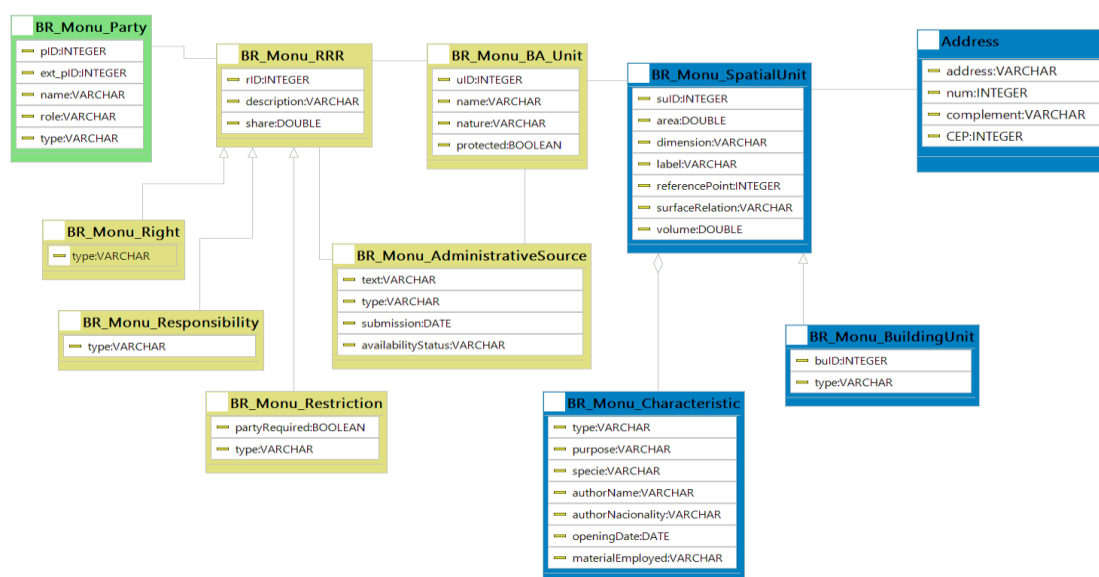 BR_Monu_Party
pID:INTEGER
ext_pID:INTEGER
name:VARCHAR
role:VARCHAR
type:VARCHAR
BR_Monu_RRR
rID:INTEGER
description:VARCHAR
share:DOUBLE
BR_Monu_BA_Unit
uID:INTEGER
name:VARCHAR
nature:VARCHAR
protected:BOOLEAN
BR_Monu_SpatialUnit
suID:INTEGER
area:DOUBLE
dimension:VARCHAR
label:VARCHAR
referencePoint:INTEGER
surfaceRelation:VARCHAR
volume:DOUBLE
Address
address:VARCHAR
num:INTEGER
complement:VARCHAR
CEP:INTEGER
BR_Monu_Right
type:VARCHAR
BR_Monu_Responsibility
type:VARCHAR
BR_Monu_AdministrativeSource
text:VARCHAR
type:VARCHAR
submission:DATE
availabilityStatus:VARCHAR
BR_Monu_Restriction
partyRequired:BOOLEAN
type:VARCHAR
BR_Monu_Characteristic
type:VARCHAR
purpose:VARCHAR
specie:VARCHAR
authorName:VARCHAR
authorNacionality:VARCHAR
openingDate:DATE
materialEmployed:VARCHAR
BR_Monu_BuildingUnit
buID:INTEGER
type:VARCHAR